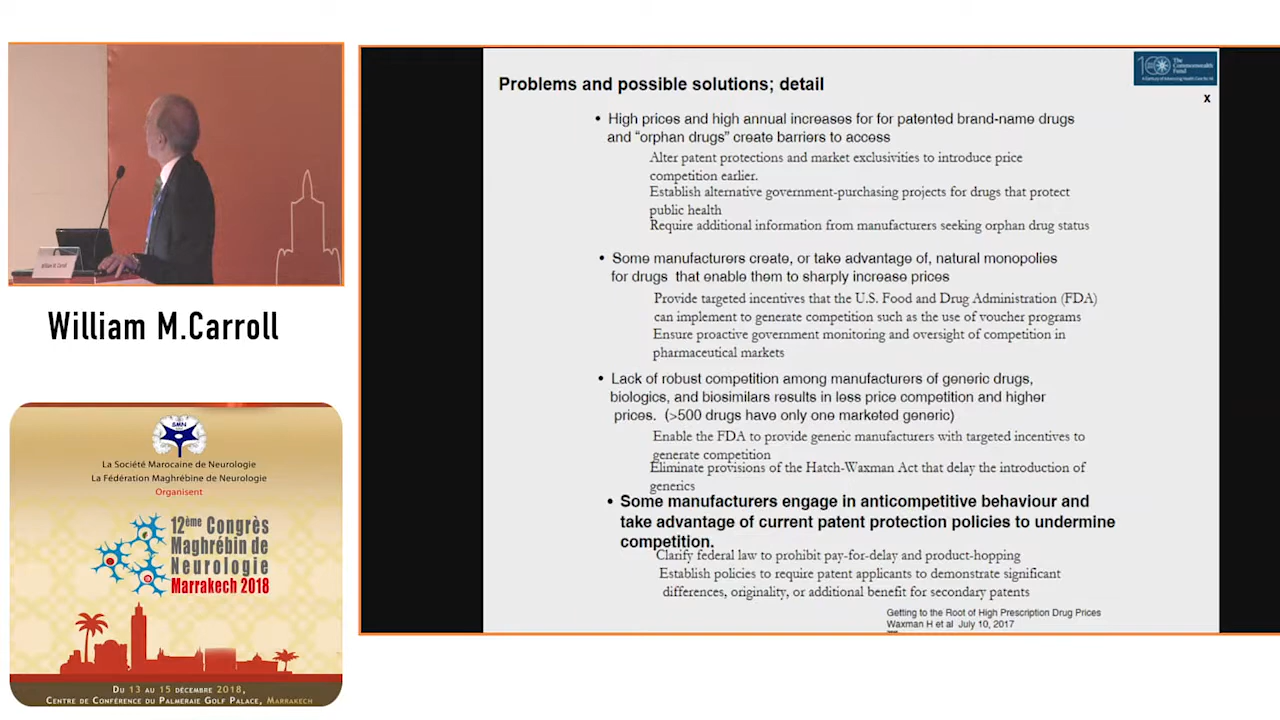 William M. Carroll
William M.Carroll
SMN
La Société Marocaine de Neurologie
La Fédération Maghrébine de Neurologie
Organisent
12ème Congrès
Maghrébin de
Neurologie
Marrakech 2018
Du 13 au 15 décembre 2018,
Centre de Conférence du Palmeraie Golf Palace, Marrakech
The
Commonwealth
Fund
x
Problems and possible solutions; detail
• High prices and high annual increases for for patented brand-name drugs
and “orphan drugs” create barriers to access
Alter patent protections and market exclusivities to introduce price
competition earlier.
Establish alternative government-purchasing projects for drugs that protect
public health
Require additional information from manufacturers seeking orphan drug status
• Some manufacturers create, or take advantage of, natural monopolies
for drugs that enable them to sharply increase prices
Provide targeted incentives that the U.S. Food and Drug Administration (FDA)
can implement to generate competition such as the use of voucher programs
Ensure proactive government monitoring and oversight of competition in
pharmaceutical markets
• Lack of robust competition among manufacturers of generic drugs,
biologics, and biosimilars results in less price competition and higher
prices. (>500 drugs have only one marketed generic)
Enable the FDA to provide generic manufacturers with targeted incentives to
generate competition
Eliminate provisions of the Hatch-Waxman Act that delay the introduction of
generics
• Some manufacturers engage in anticompetitive behaviour and
take advantage of current patent protection policies to undermine
competition.
Clarify federal law to prohibit pay-for-delay and product-hopping
Establish policies to require patent applicants to demonstrate significant
differences, originality, or additional benefit for secondary patents
Getting to the Root of High Prescription Drug Prices
Waxman H et al July 10, 2017